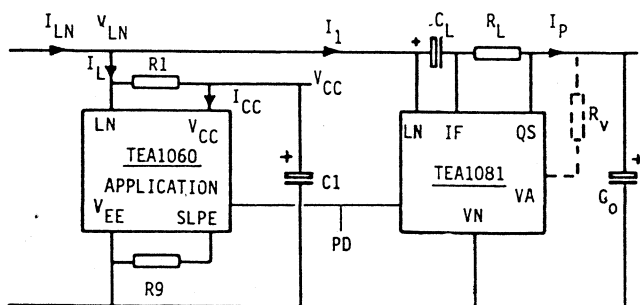 I_LN V_LN I_1 C_L R_L I_P
I_L R1 V_CC
I_CC
LN V_CC LN IF QS R_V
TEA1060 + TEA1081 +
APPLICATION C1 VA
V_EE SLPE VN G_o
PD
R9